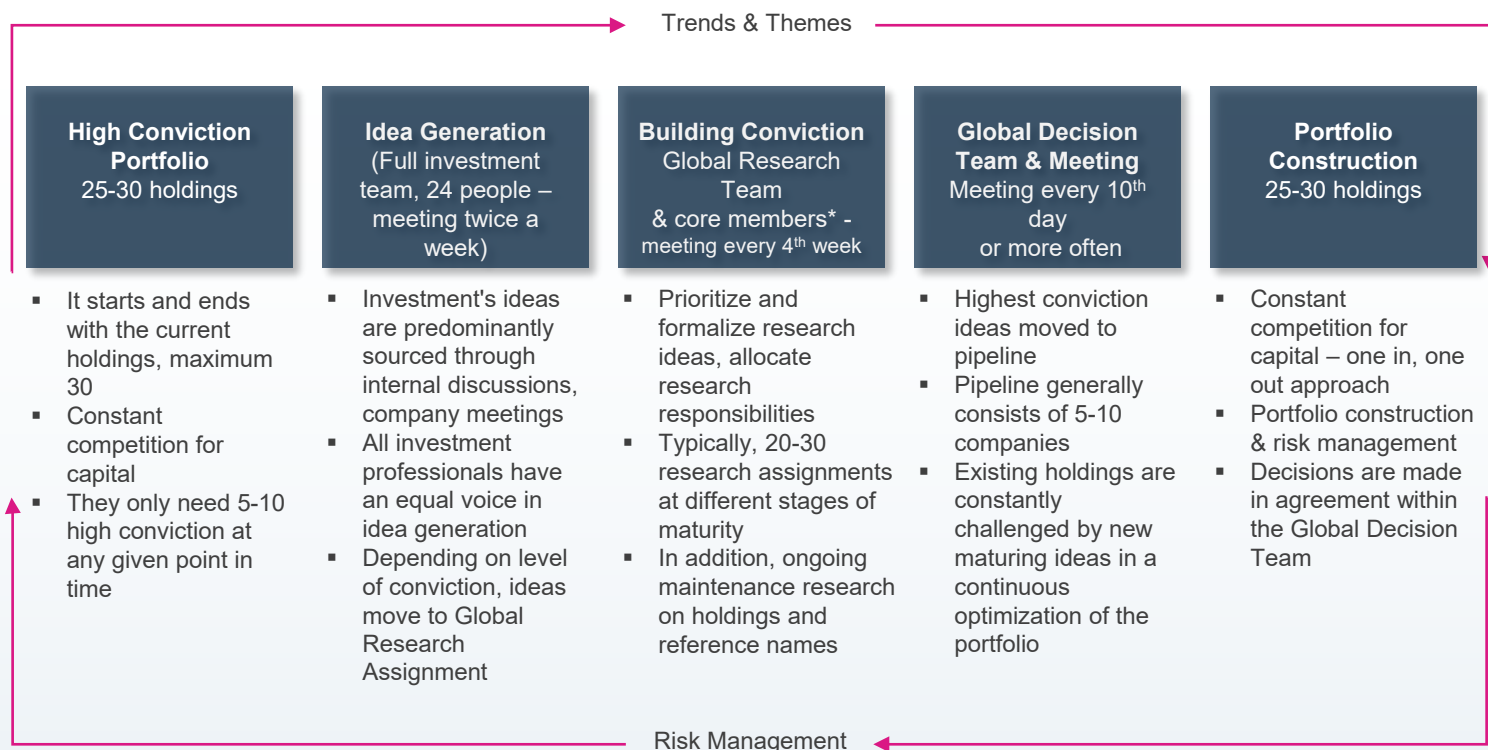 Trends & Themes
High Conviction
Portfolio
25-30 holdings
▪ It starts and ends
with the current
holdings, maximum
30
▪ Constant
competition for
capital
▪ They only need 5-10
high conviction at
any given point in
time
Idea Generation
(Full investment
team, 24 people –
meeting twice a
week)
▪ Investment's ideas
are predominantly
sourced through
internal discussions,
company meetings
▪ All investment
professionals have
an equal voice in
idea generation
▪ Depending on level
of conviction, ideas
move to Global
Research
Assignment
Building Conviction
Global Research
Team
& core members* -
meeting every 4th week
▪ Prioritize and
formalize research
ideas, allocate
research
responsibilities
▪ Typically, 20-30
research assignments
at different stages of
maturity
▪ In addition, ongoing
maintenance research
on holdings and
reference names
Global Decision
Team & Meeting
Meeting every 10th
day
or more often
▪ Highest conviction
ideas moved to
pipeline
▪ Pipeline generally
consists of 5-10
companies
▪ Existing holdings are
constantly
challenged by new
maturing ideas in a
continuous
optimization of the
portfolio
Portfolio
Construction
25-30 holdings
▪ Constant
competition for
capital – one in, one
out approach
▪ Portfolio construction
& risk management
▪ Decisions are made
in agreement within
the Global Decision
Team
Risk Management